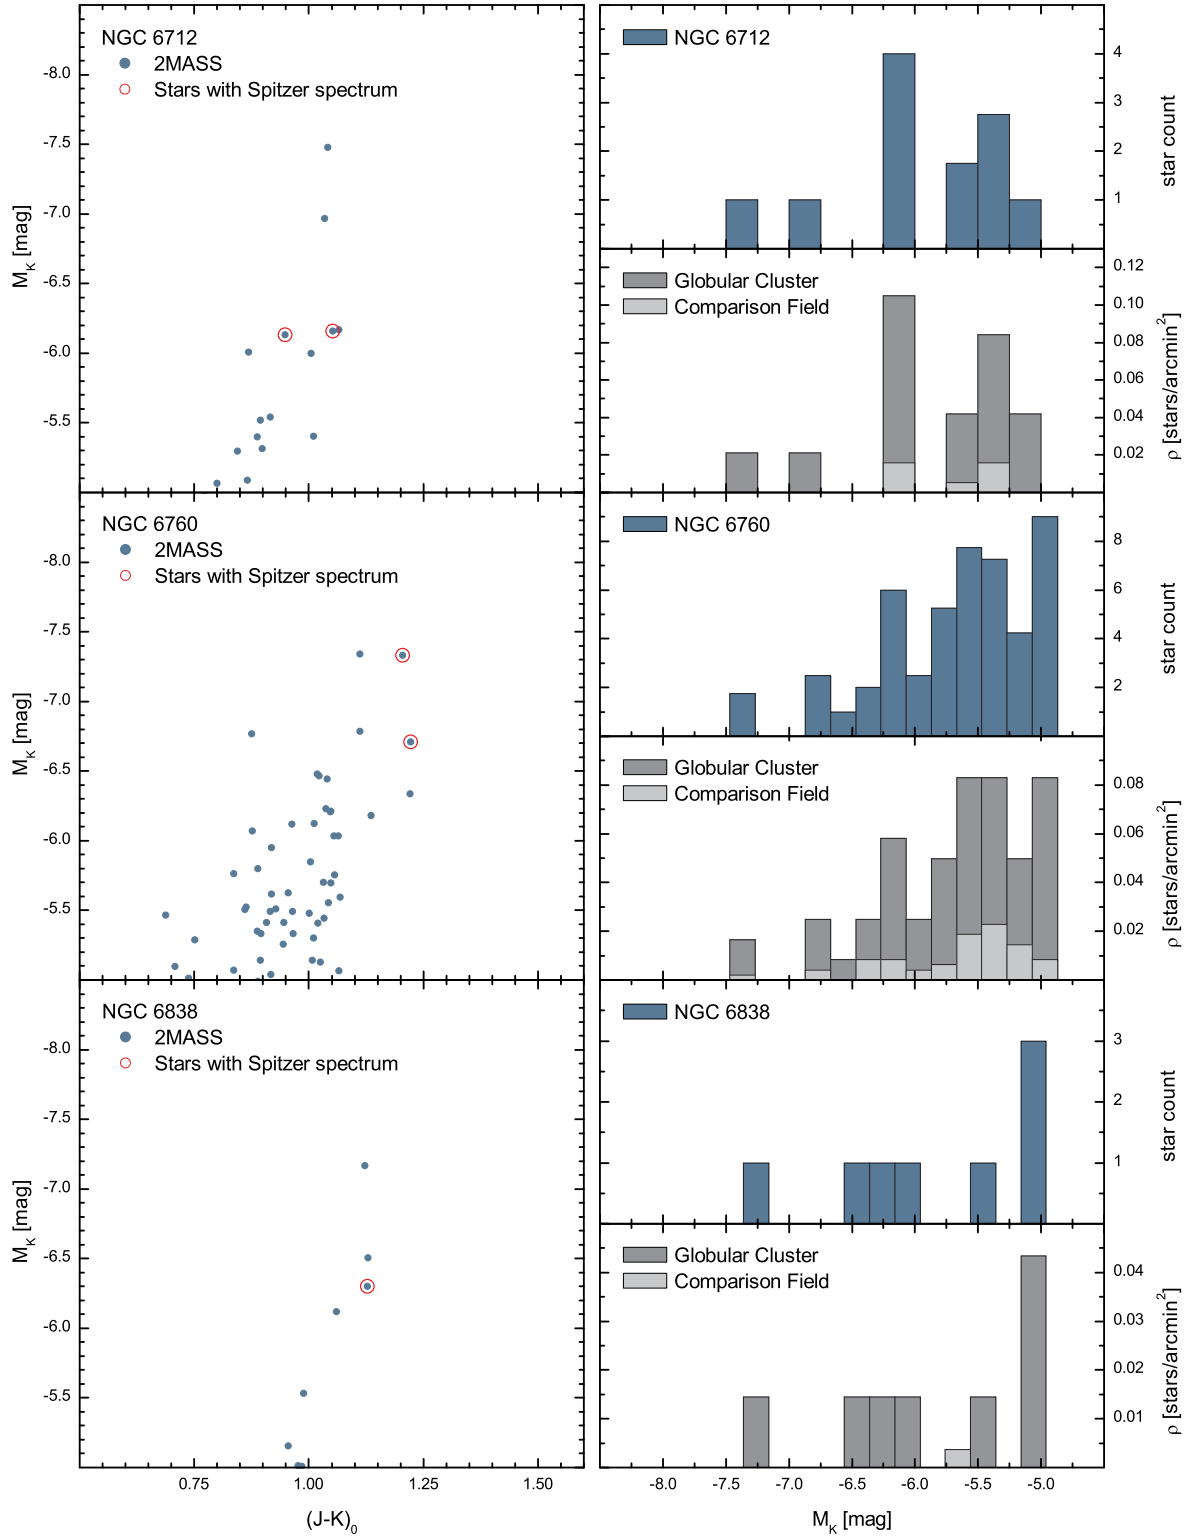 NGC 6712
2MASS
Stars with Spitzer spectrum
-8.0
-7.5
-7.0
-6.5
-6.0
-5.5
M_K [mag]
NGC 6712
4
3
2
1
star count
Globular Cluster
Comparison Field
0.12
0.10
0.08
0.06
0.04
0.02
ρ [stars/arcmin²]
NGC 6760
2MASS
Stars with Spitzer spectrum
-8.0
-7.5
-7.0
-6.5
-6.0
-5.5
M_K [mag]
NGC 6760
8
6
4
2
star count
Globular Cluster
Comparison Field
0.08
0.06
0.04
0.02
ρ [stars/arcmin²]
NGC 6838
2MASS
Stars with Spitzer spectrum
-8.0
-7.5
-7.0
-6.5
-6.0
-5.5
M_K [mag]
0.75 1.00 1.25 1.50
(J-K)_0
NGC 6838
3
2
1
star count
Globular Cluster
Comparison Field
0.04
0.03
0.02
0.01
ρ [stars/arcmin²]
-8.0 -7.5 -7.0 -6.5 -6.0 -5.5 -5.0
M_K [mag]